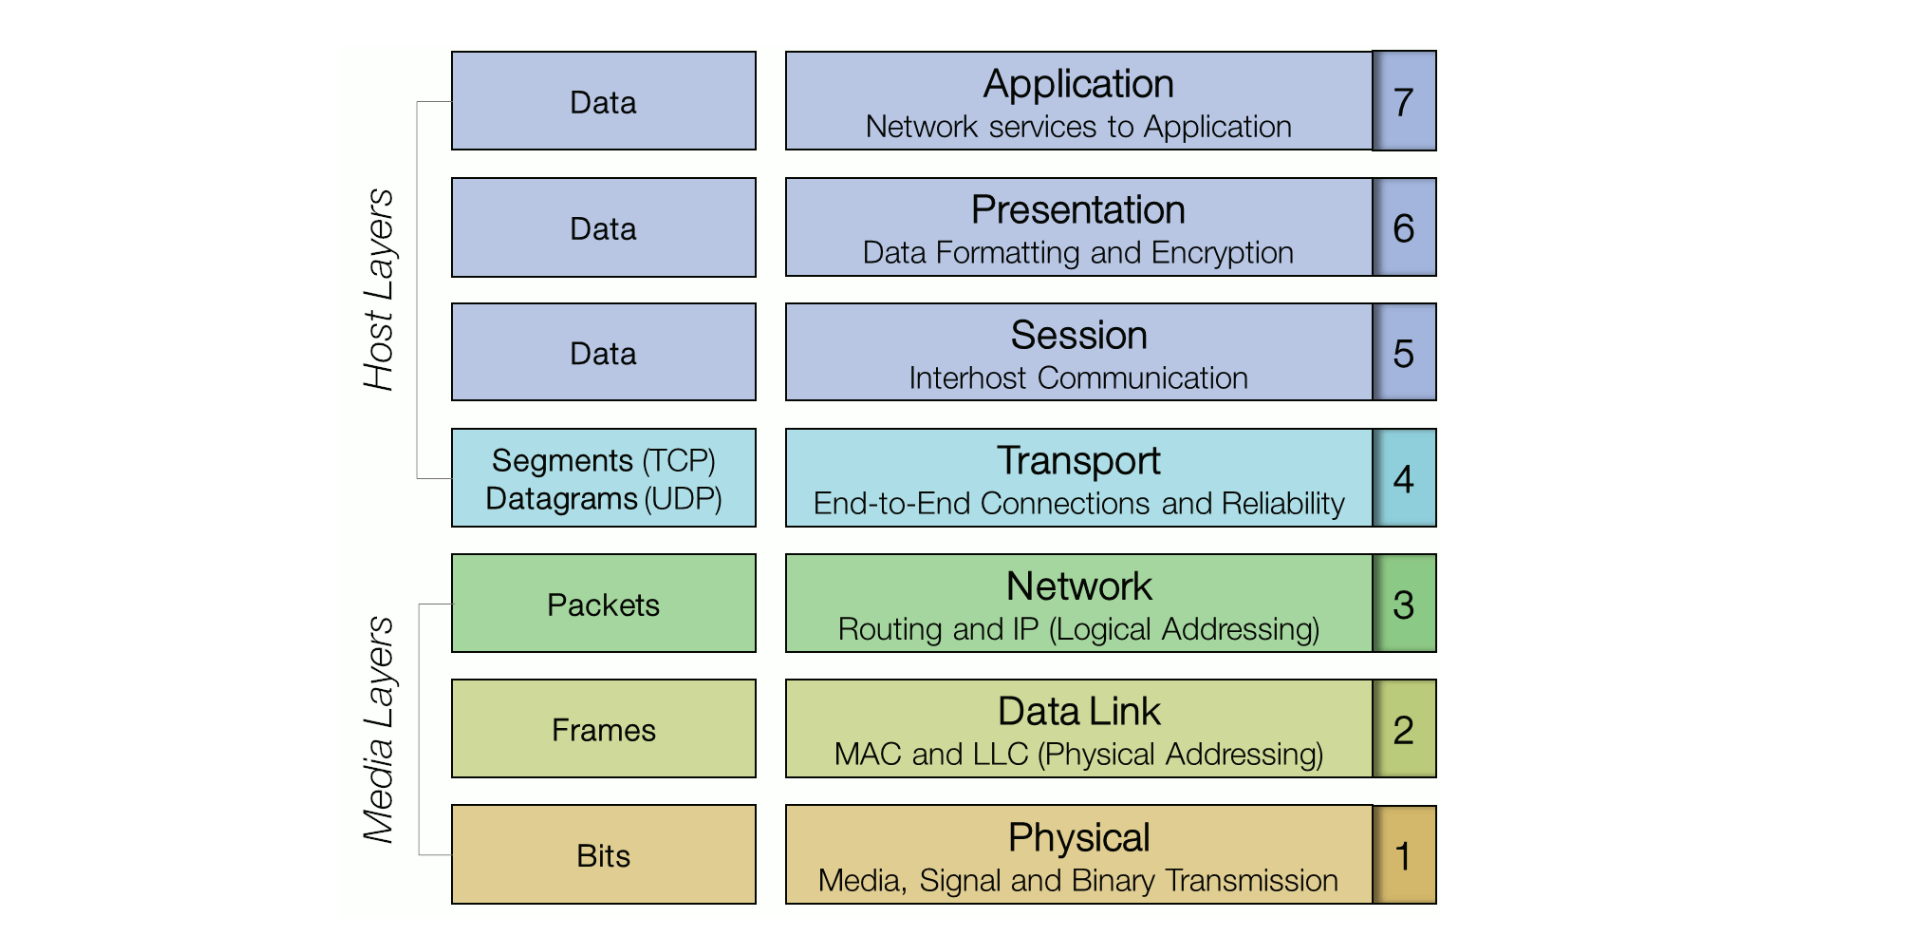 Host Layers
Data
Application
Network services to Application
7
Data
Presentation
Data Formatting and Encryption
6
Data
Session
Interhost Communication
5
Segments (TCP)
Datagrams (UDP)
Transport
End-to-End Connections and Reliability
4
Media Layers
Packets
Network
Routing and IP (Logical Addressing)
3
Frames
Data Link
MAC and LLC (Physical Addressing)
2
Bits
Physical
Media, Signal and Binary Transmission
1